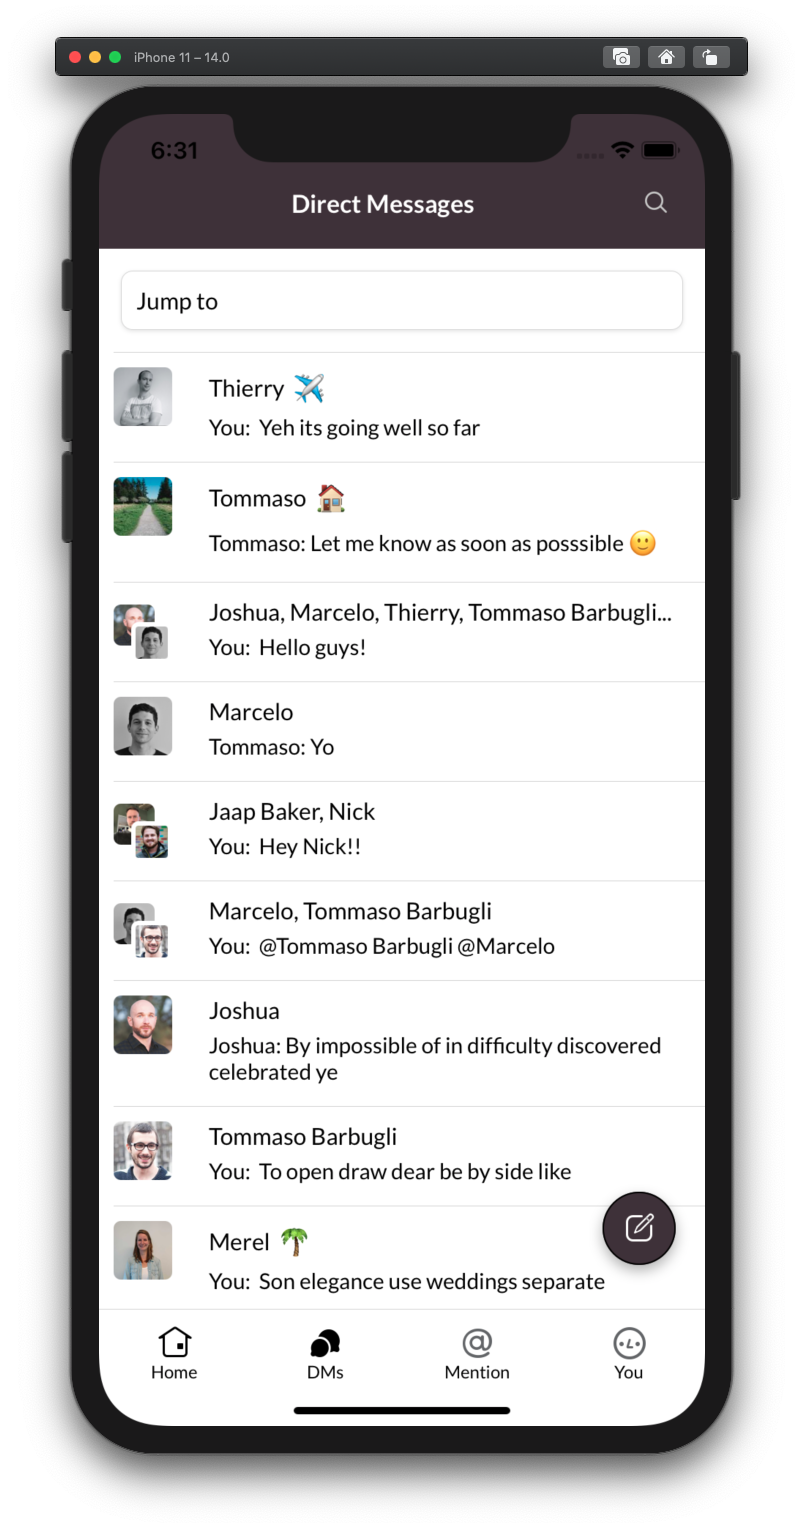 iPhone 11 – 14.0
6:31
Direct Messages
Jump to
Thierry ✈️
You: Yeh its going well so far
Tommaso 🏠
Tommaso: Let me know as soon as posssible 🙂
Joshua, Marcelo, Thierry, Tommaso Barbugli...
You: Hello guys!
Marcelo
Tommaso: Yo
Jaap Baker, Nick
You: Hey Nick!!
Marcelo, Tommaso Barbugli
You: @Tommaso Barbugli @Marcelo
Joshua
Joshua: By impossible of in difficulty discovered
celebrated ye
Tommaso Barbugli
You: To open draw dear be by side like
Merel 🌴
You: Son elegance use weddings separate
Home
DMs
Mention
You